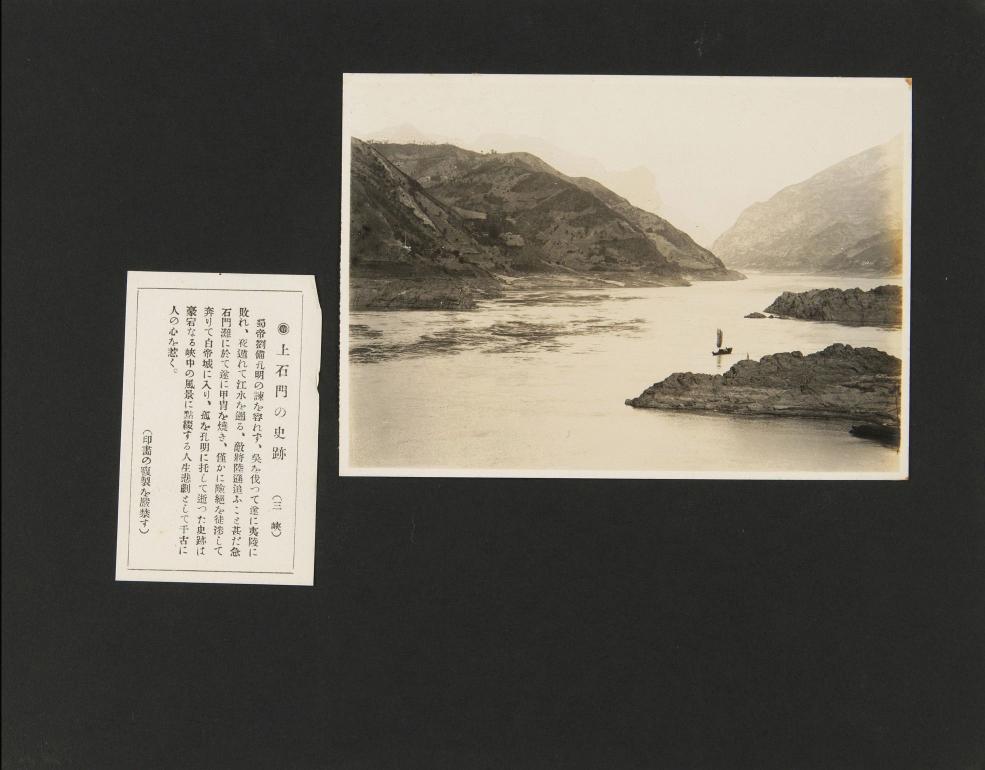 上石門の史跡 (三峽)
蜀帝劉備孔明の諫を容れず、吳を伐つて遂に夷陵に
敗れ、夜遁れて江水を遡る、敵將陸遜追ふこと甚だ急
石門灘に於て遂に甲冑を燒き、僅かに險絕を徒渉して
奔りて白帝城に入り、孤を孔明に托して逝つた史跡は
豪宕なる峽中の風景に點綴する人生悲劇として千古に
人の心を惹く。
(印畫の複製を嚴禁す)